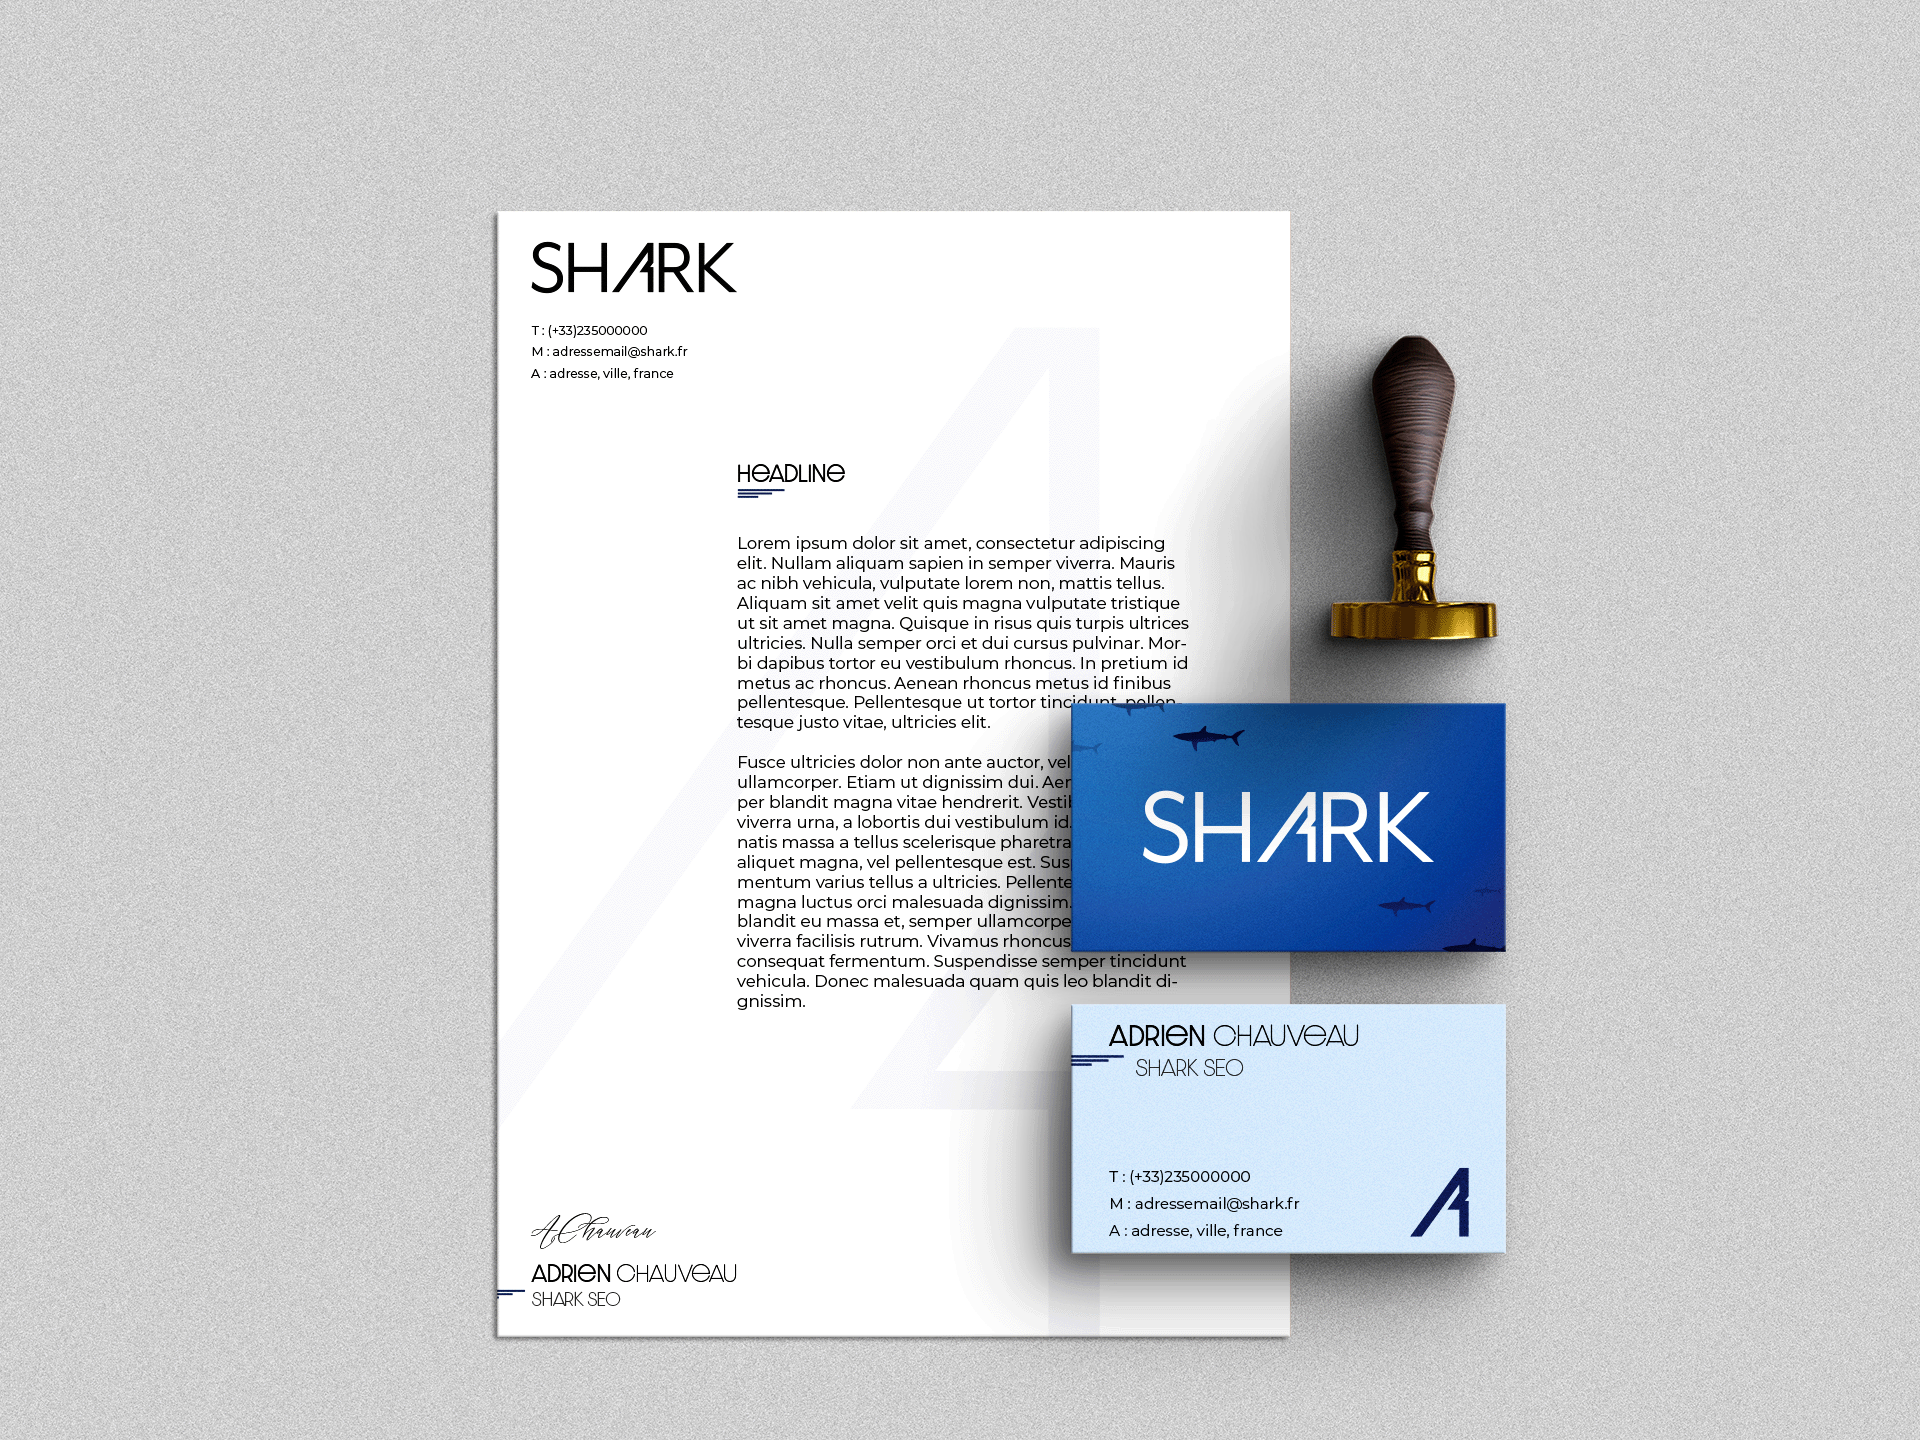 SHARK
T : (+33)235000000
M : adressemail@shark.fr
A : adresse, ville, france
HEADLINE
Lorem ipsum dolor sit amet, consectetur adipiscing
elit. Nullam aliquam sapien in semper viverra. Mauris
ac nibh vehicula, vulputate lorem non, mattis tellus.
Aliquam sit amet velit quis magna vulputate tristique
ut sit amet magna. Quisque in risus quis turpis ultrices
ultricies. Nulla semper orci et dui cursus pulvinar. Mor-
bi dapibus tortor eu vestibulum rhoncus. In pretium id
metus ac rhoncus. Aenean rhoncus metus id finibus
pellentesque. Pellentesque ut tortor tincidunt, pellen-
tesque justo vitae, ultricies elit.
Fusce ultricies dolor non ante auctor, vel
ullamcorper. Etiam ut dignissim dui.
per blandit magna vitae hendrerit.
viverra urna, a lobortis dui vestibulum id.
natis massa a tellus scelerisque pharetra
aliquet magna, vel pellentesque est.
mentum varius tellus a ultricies.
magna luctus orci malesuada dignissim.
blandit eu massa et, semper
viverra facilisis rutrum. Vivamus rhoncus
consequat fermentum. Suspendisse semper tincidunt
vehicula. Donec malesuada quam quis leo blandit di-
gnissim.
A Chauveau
ADRIEN CHAUVEAU
SHARK SEO
SHARK
ADRIEN CHAUVEAU
SHARK SEO
T : (+33)235000000
M : adressemail@shark.fr
A : adresse, ville, france